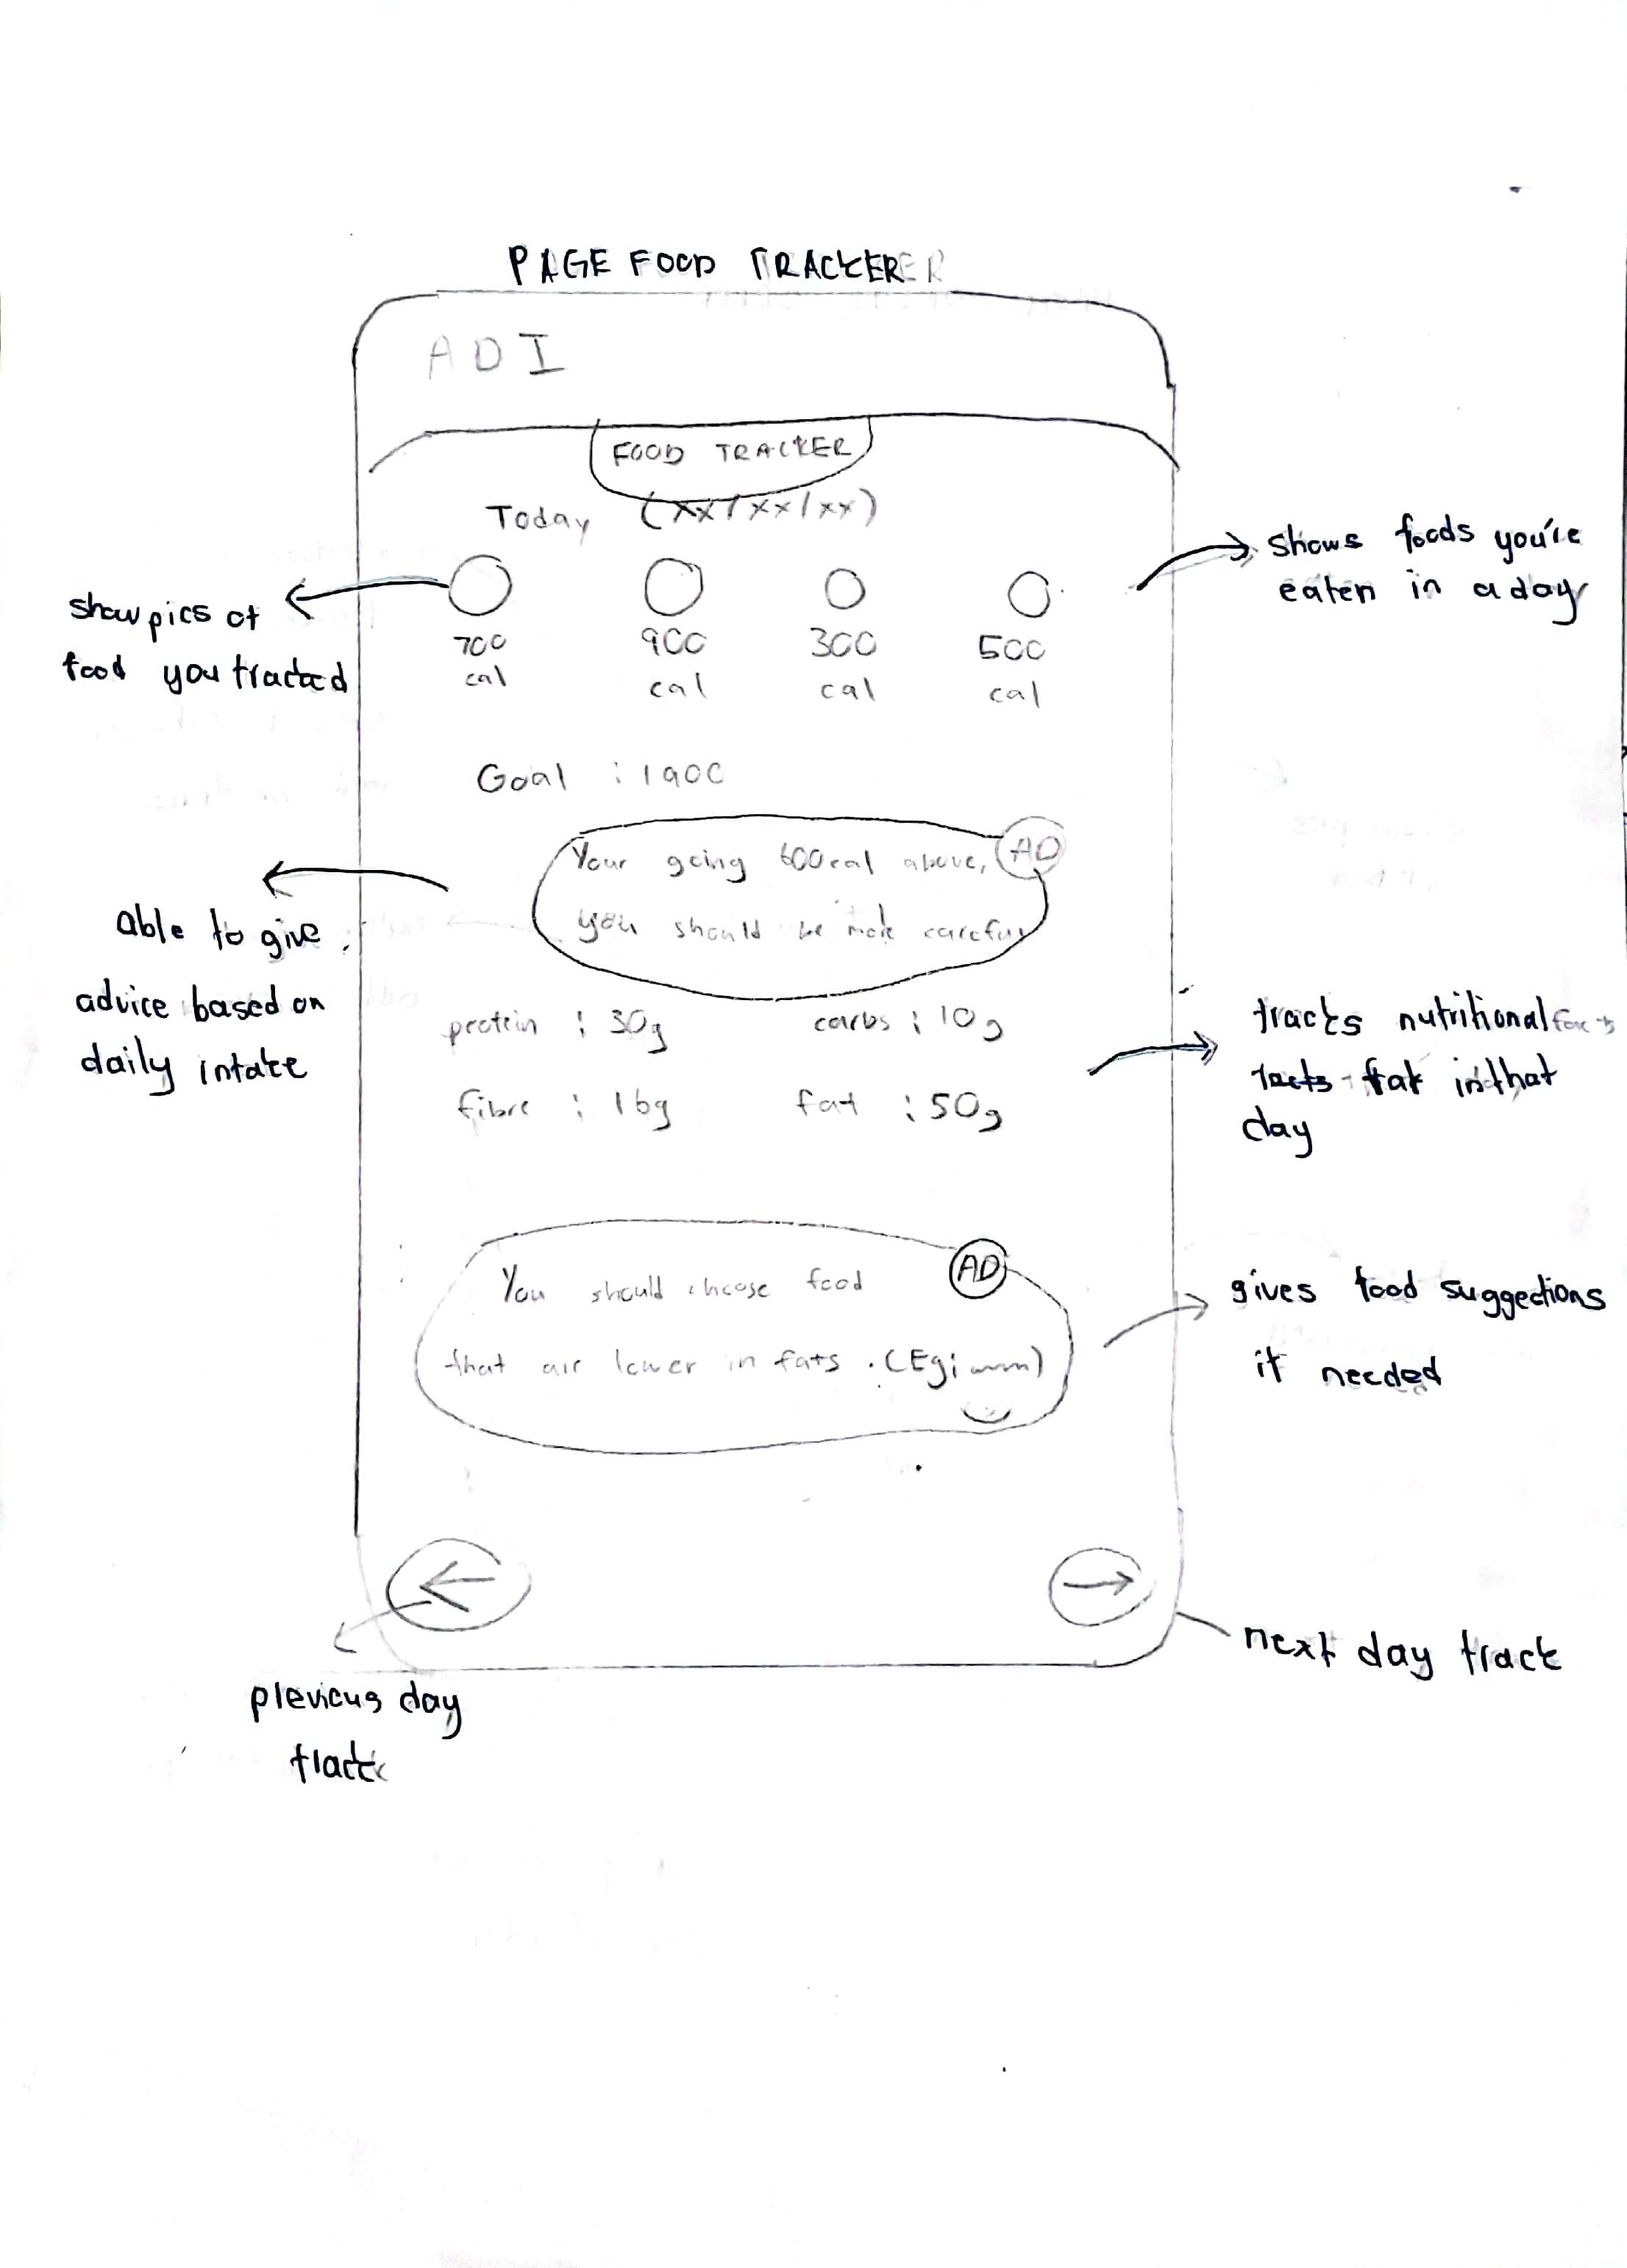 PAGE FOOD TRACKERER
ADI
FOOD TRACKER
Today (xx/xx/xx)
shows foods you're
eaten in a day
show pics of
food you tracked
700 900 300 500
cal cal cal cal
Goal : 1900
Your going 600cal above, AD
you should be more careful
able to give
advice based on
daily intake
protein : 30g carbs : 10g
fibre : 16g fat : 50g
tracks nutritional facts
in that
day
You should choose food AD
that are lower in fats . (Eg:
gives food suggections
if needed
next day track
previous day
track